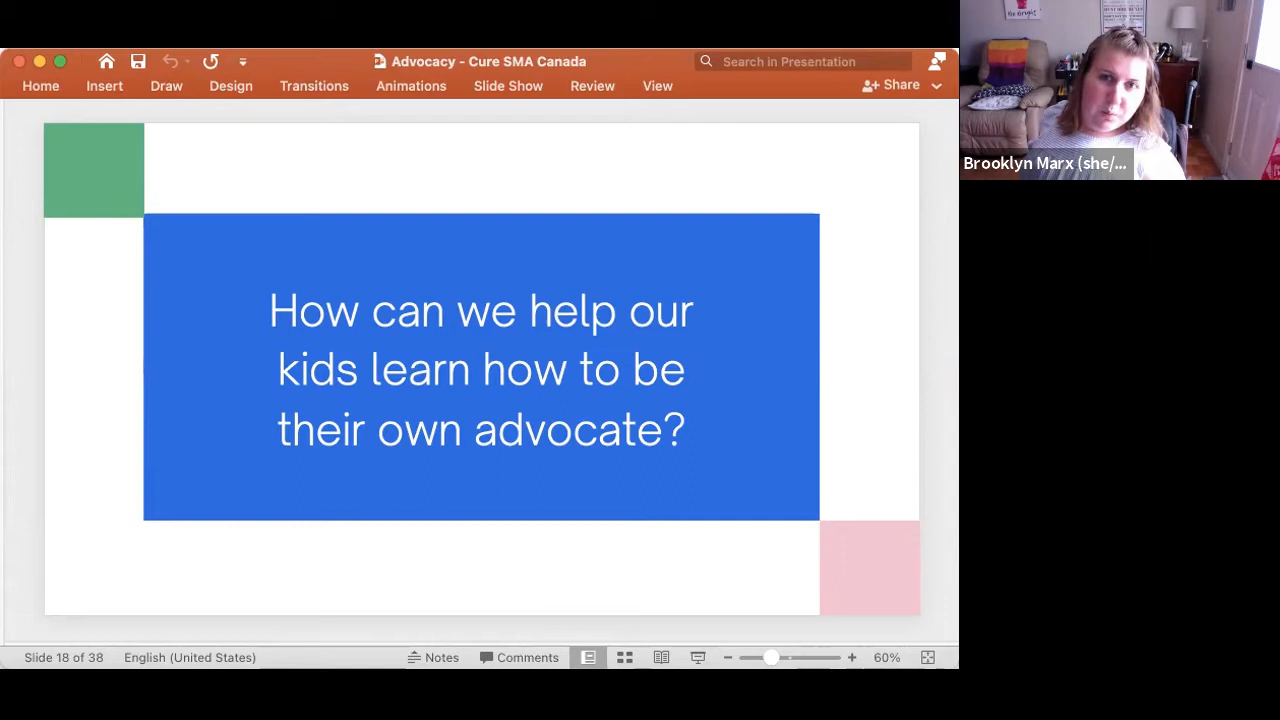 Advocacy - Cure SMA Canada
Search in Presentation
Home Insert Draw Design Transitions Animations Slide Show Review View Share
How can we help our
kids learn how to be
their own advocate?
Slide 18 of 38 English (United States) Notes Comments 60%
Brooklyn Marx (she/...